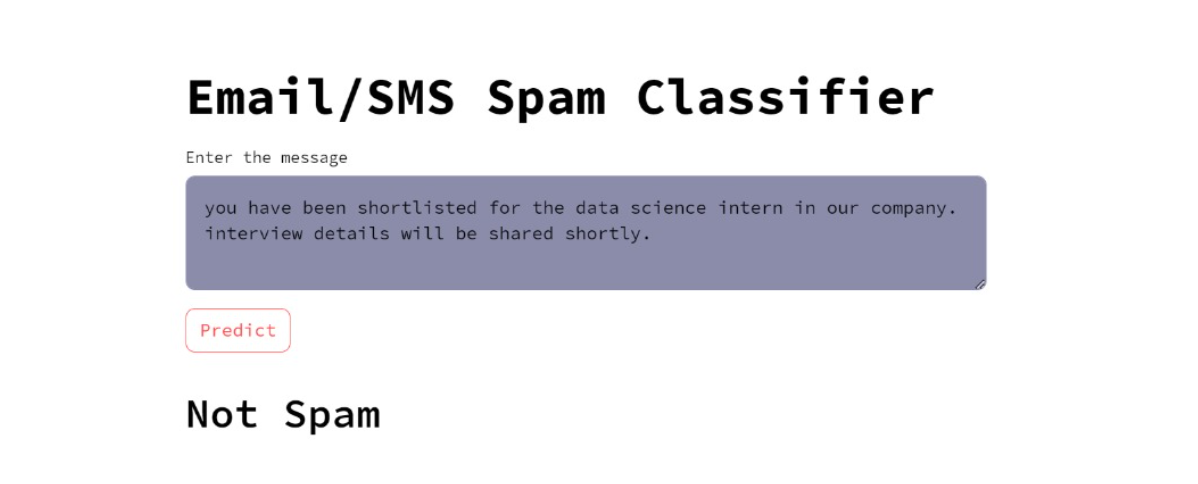 Email/SMS Spam Classifier
Enter the message
you have been shortlisted for the data science intern in our company.
interview details will be shared shortly.
Predict
Not Spam